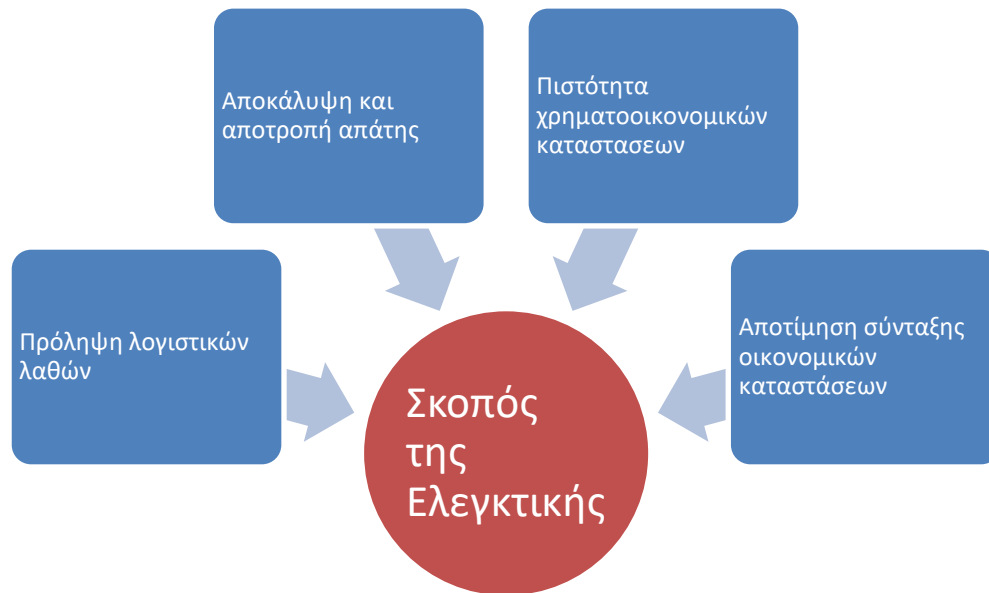 Αποκάλυψη και
αποτροπή απάτης
Πιστότητα
χρηματοοικονομικών
καταστασεων
Πρόληψη λογιστικών
λαθών
Αποτίμηση σύνταξης
οικονομικών
καταστάσεων
Σκοπός
της
Ελεγκτικής